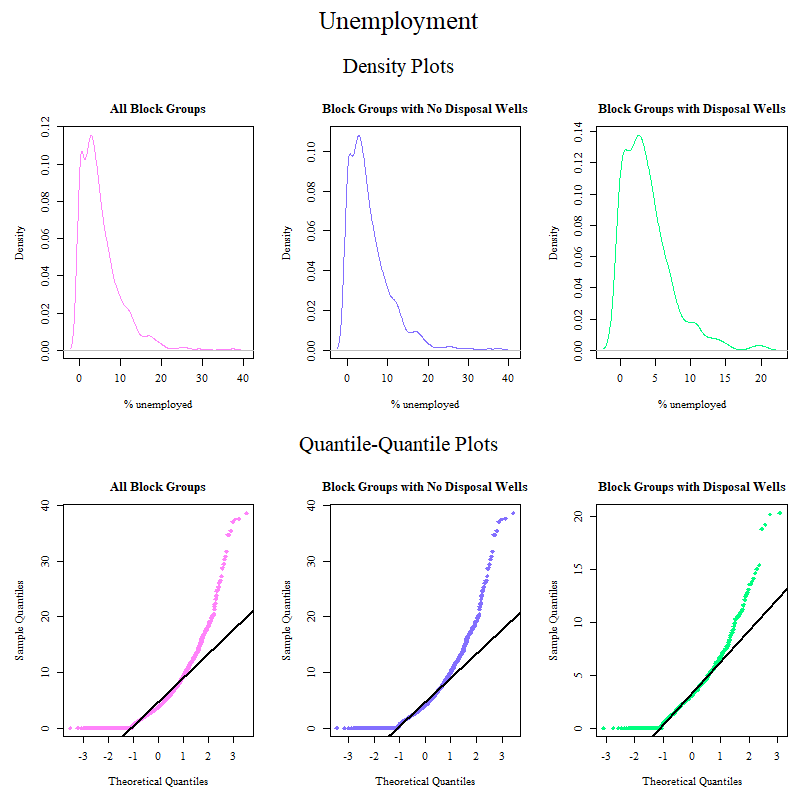 Unemployment
Density Plots
All Block Groups
Block Groups with No Disposal Wells
Block Groups with Disposal Wells
Density
0.00 0.02 0.04 0.06 0.08 0.10 0.12
0 10 20 30 40
% unemployed
Density
0.00 0.02 0.04 0.06 0.08 0.10
0 10 20 30 40
% unemployed
Density
0.00 0.02 0.04 0.06 0.08 0.10 0.12 0.14
0 5 10 15 20
% unemployed
Quantile-Quantile Plots
All Block Groups
Block Groups with No Disposal Wells
Block Groups with Disposal Wells
Sample Quantiles
0 10 20 30 40
-3 -2 -1 0 1 2 3
Theoretical Quantiles
Sample Quantiles
0 10 20 30 40
-3 -2 -1 0 1 2 3
Theoretical Quantiles
Sample Quantiles
0 5 10 15 20
-3 -2 -1 0 1 2 3
Theoretical Quantiles